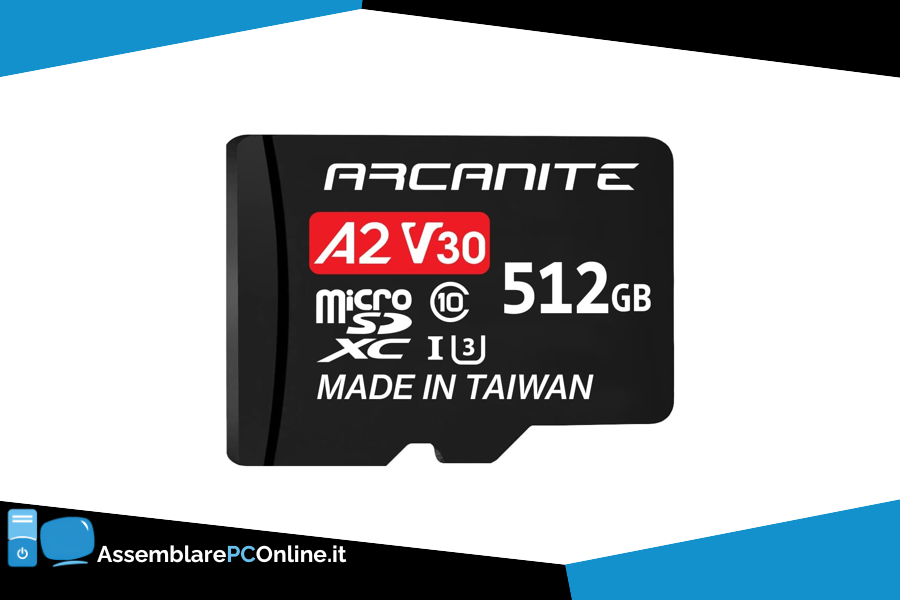 ARCANITE
A2 V30
512GB
micro
SD
XC
10
I 3
MADE IN TAIWAN
AssemblarePCOnline.it